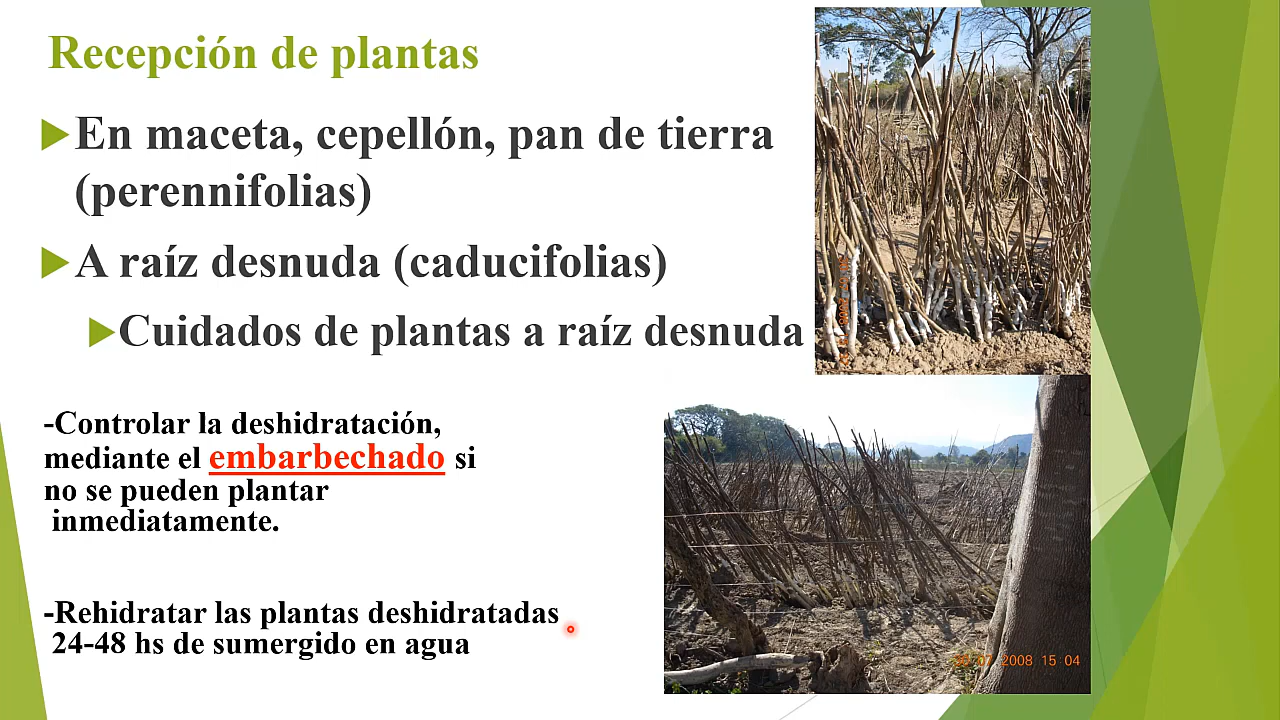 Recepción de plantas
En maceta, cepellón, pan de tierra
(perennifolias)
A raíz desnuda (caducifolias)
Cuidados de plantas a raíz desnuda
-Controlar la deshidratación,
mediante el embarbechado si
no se pueden plantar
inmediatamente.
-Rehidratar las plantas deshidratadas
24-48 hs de sumergido en agua
2008 15 04